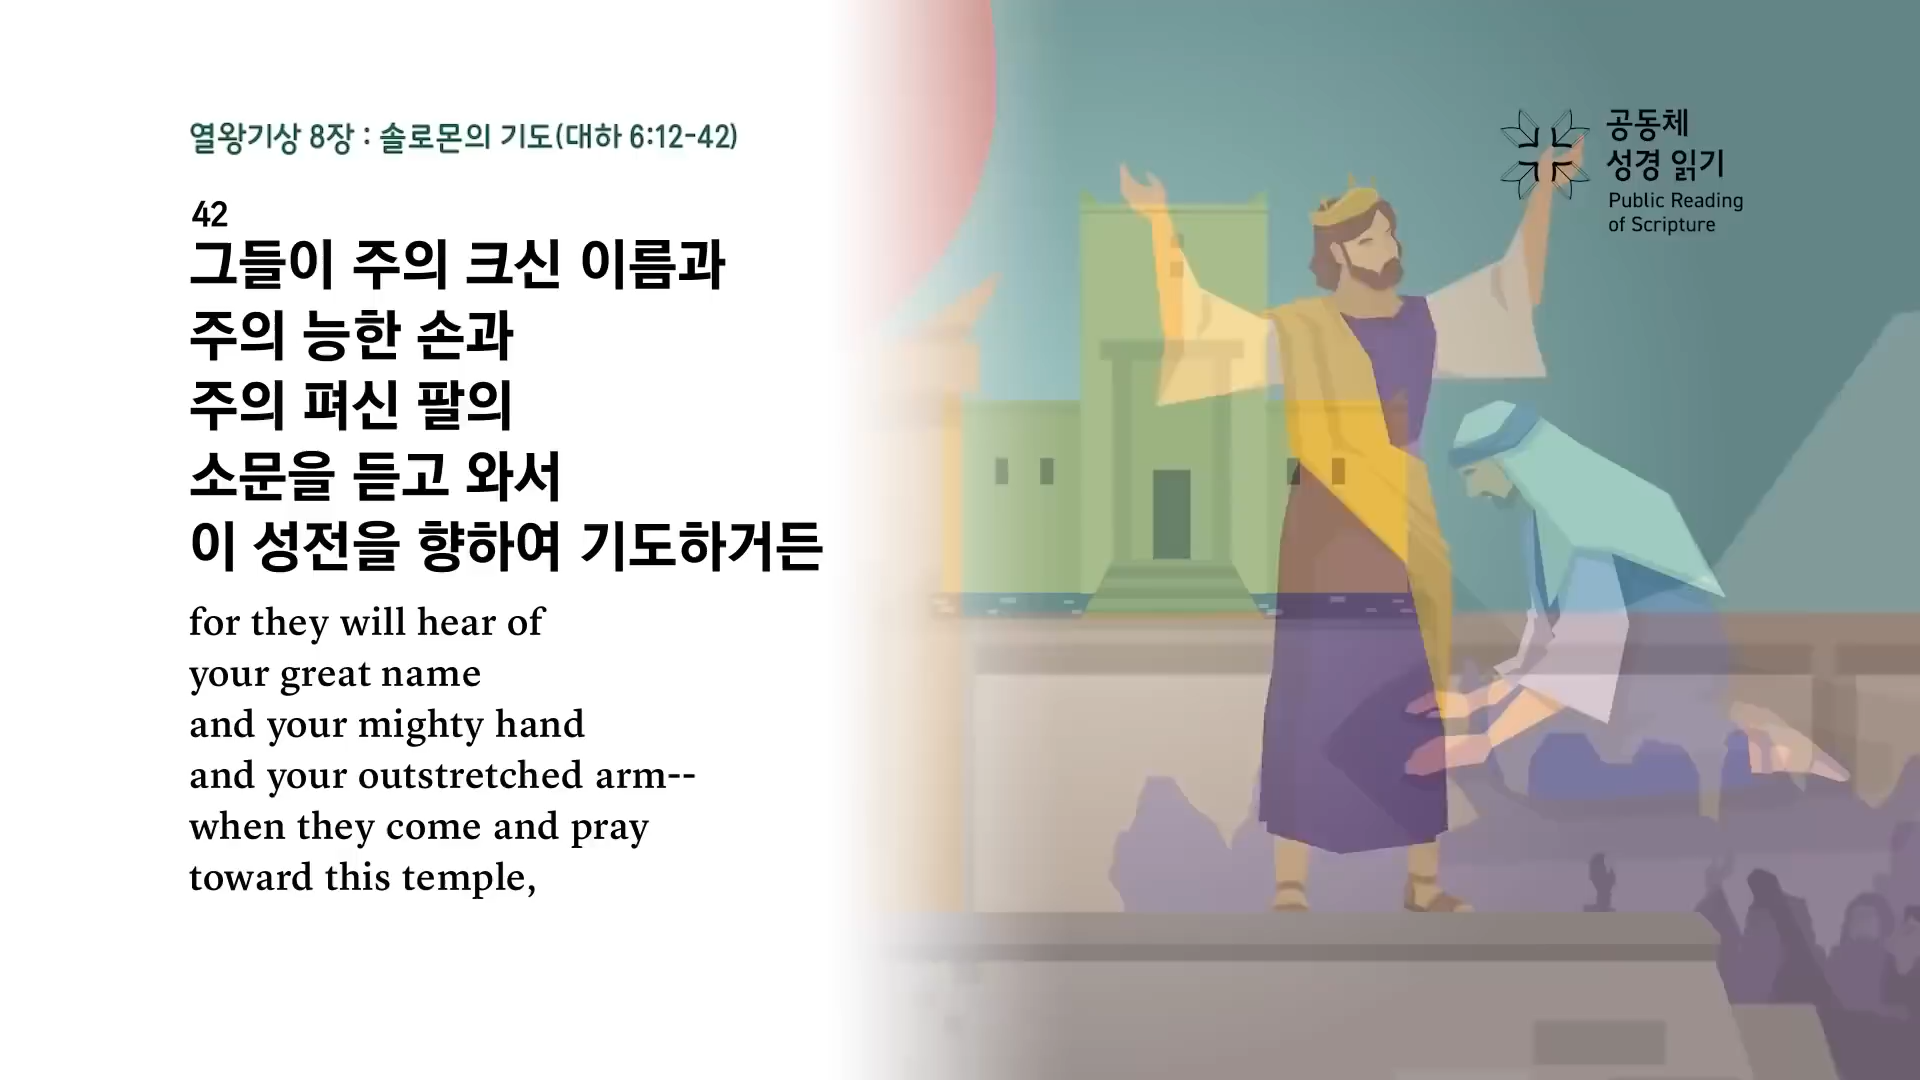 열왕기상 8장 : 솔로몬의 기도(대하 6:12-42)
42
그들이 주의 크신 이름과
주의 능한 손과
주의 펴신 팔의
소문을 듣고 와서
이 성전을 향하여 기도하거든
for they will hear of
your great name
and your mighty hand
and your outstretched arm--
when they come and pray
toward this temple,
공동체
성경 읽기
Public Reading
of Scripture